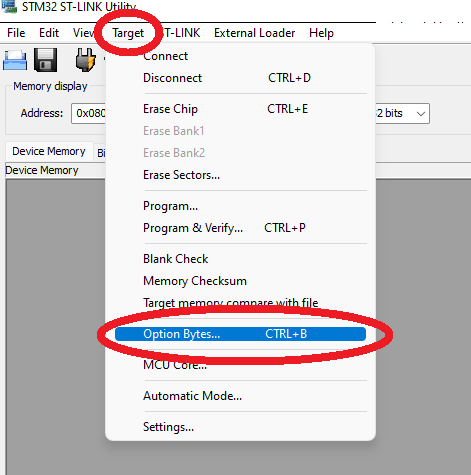 STM32 ST-LINK Utility
File Edit View Target ST-LINK External Loader Help
Memory display
Address: 0x080 bits
Device Memory
Device Memory
Connect
Disconnect CTRL+D
Erase Chip CTRL+E
Erase Bank1
Erase Bank2
Erase Sectors...
Program...
Program & Verify... CTRL+P
Blank Check
Memory Checksum
Target memory compare with file
Option Bytes... CTRL+B
MCU Core...
Automatic Mode...
Settings...